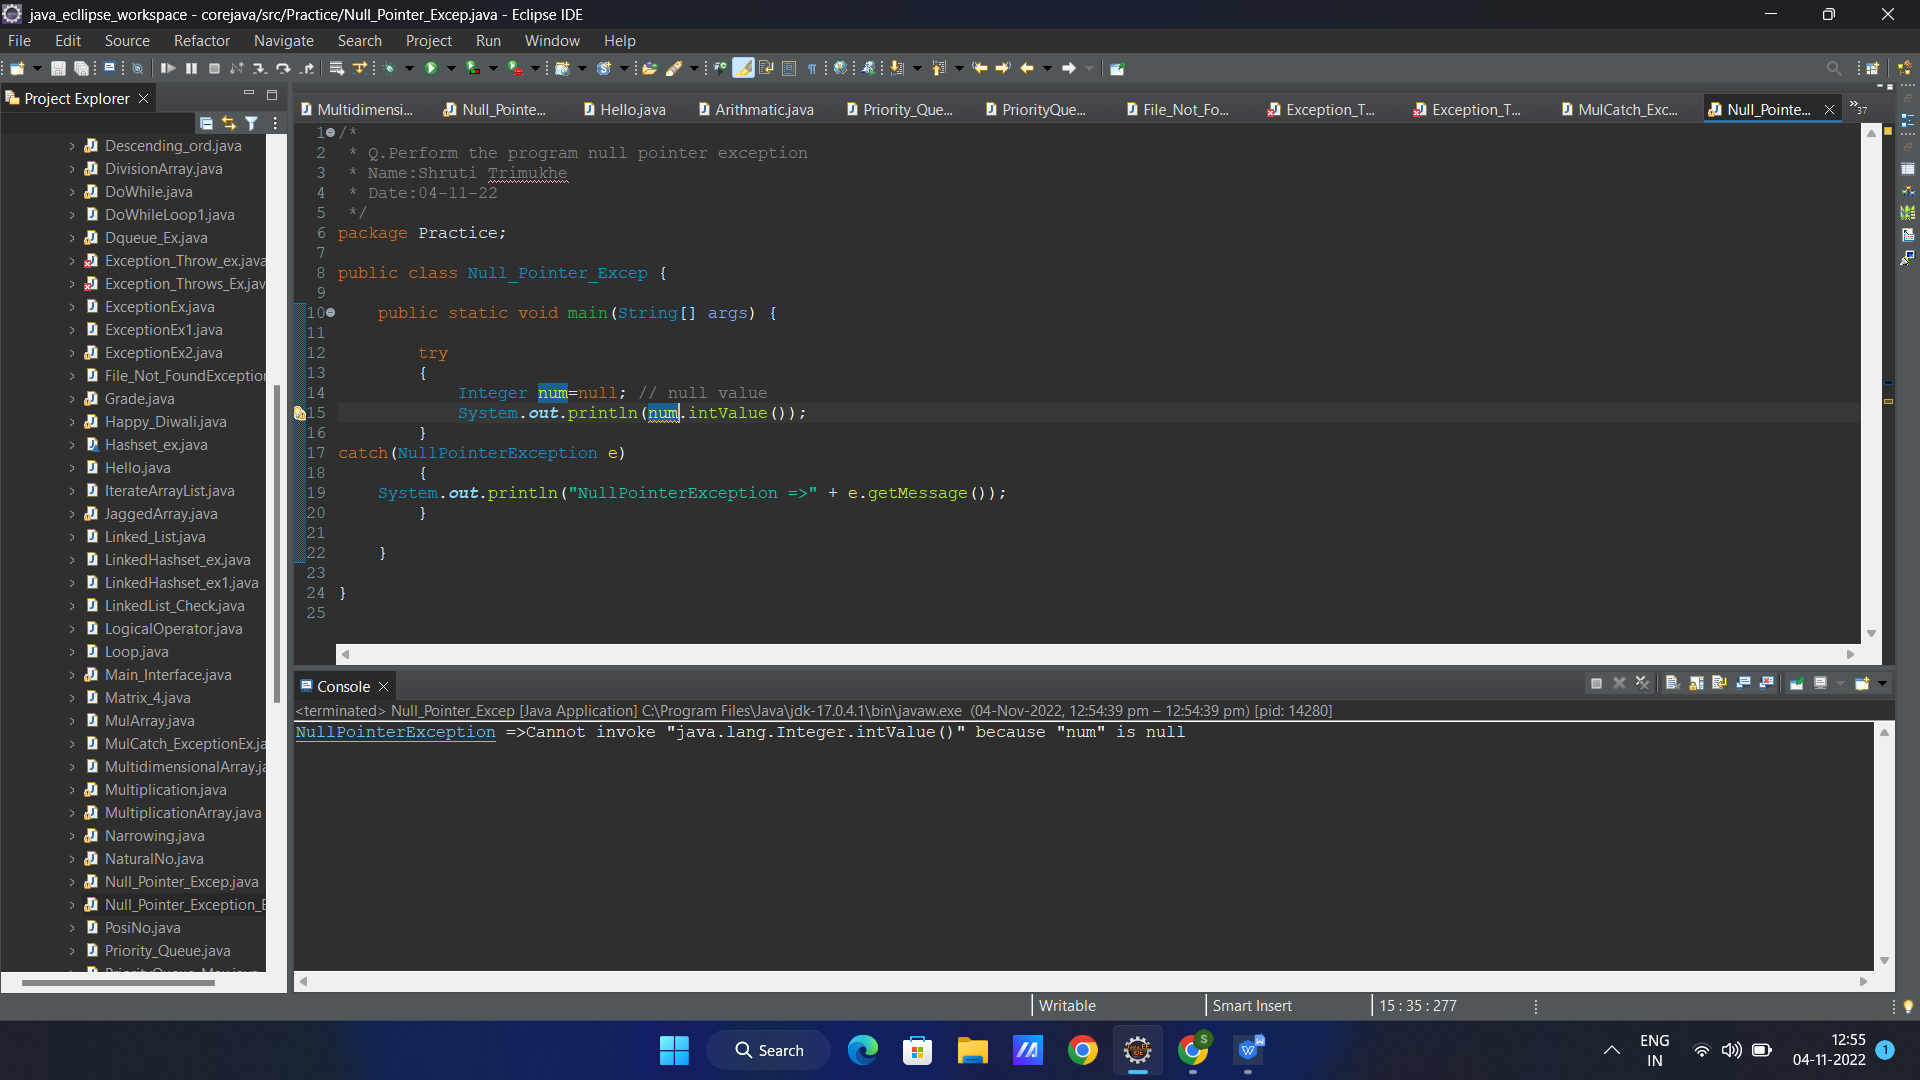 java_ecllipse_workspace - corejava/src/Practice/Null_Pointer_Excep.java - Eclipse IDE
File Edit Source Refactor Navigate Search Project Run Window Help
Project Explorer
Multidimensi... Null_Pointe... Hello.java Arithmatic.java Priority_Que... PriorityQue... File_Not_Fo... Exception_T... Exception_T... MulCatch_Exc... Null_Pointe... »37
Descending_ord.java
DivisionArray.java
DoWhile.java
DoWhileLoop1.java
Dqueue_Ex.java
Exception_Throw_ex.java
Exception_Throws_Ex.jav
ExceptionEx.java
ExceptionEx1.java
ExceptionEx2.java
File_Not_FoundExceptior
Grade.java
Happy_Diwali.java
Hashset_ex.java
Hello.java
IterateArrayList.java
JaggedArray.java
Linked_List.java
LinkedHashset_ex.java
LinkedHashset_ex1.java
LinkedList_Check.java
LogicalOperator.java
Loop.java
Main_Interface.java
Matrix_4.java
MulArray.java
MulCatch_ExceptionEx.ja
MultidimensionalArray.ja
Multiplication.java
MultiplicationArray.java
Narrowing.java
NaturalNo.java
Null_Pointer_Excep.java
Null_Pointer_Exception_E
PosiNo.java
Priority_Queue.java
1 /*
2 * Q.Perform the program null pointer exception
3 * Name:Shruti Trimukhe
4 * Date:04-11-22
5 */
6 package Practice;
7
8 public class Null_Pointer_Excep {
9
10 public static void main(String[] args) {
11
12 try
13 {
14 Integer num=null; // null value
15 System.out.println(num.intValue());
16 }
17 catch(NullPointerException e)
18 {
19 System.out.println("NullPointerException =>" + e.getMessage());
20 }
21
22 }
23
24 }
25
Console
<terminated> Null_Pointer_Excep [Java Application] C:\Program Files\Java\jdk-17.0.4.1\bin\javaw.exe (04-Nov-2022, 12:54:39 pm – 12:54:39 pm) [pid: 14280]
NullPointerException =>Cannot invoke "java.lang.Integer.intValue()" because "num" is null
Writable Smart Insert 15 : 35 : 277
Search
S
ENG
IN
12:55
04-11-2022
1